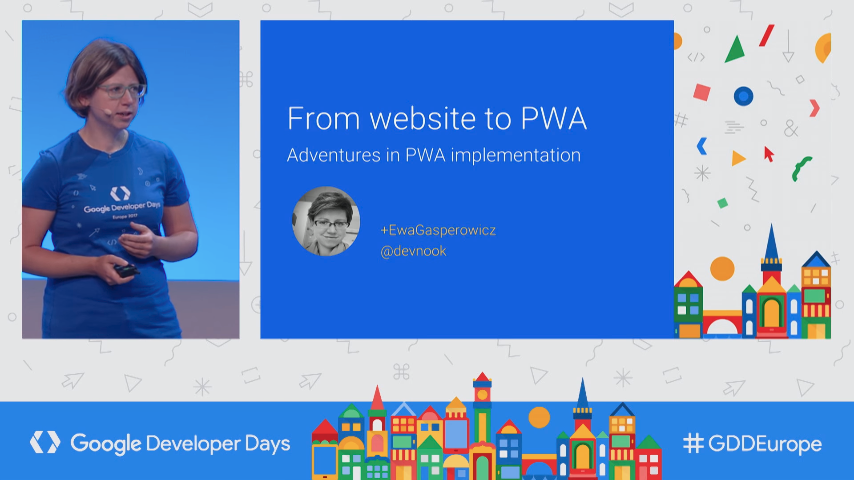 Google Developer Days
Europe 2017
From website to PWA
Adventures in PWA implementation
+EwaGasperowicz
@devnook
</>
&
#
Google Developer Days
#GDDEurope